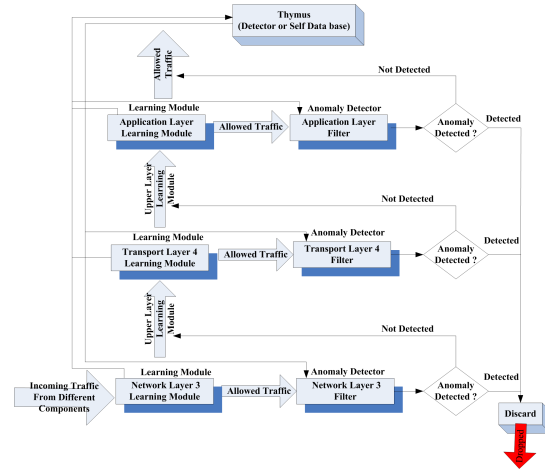 Thymus
(Detector or Self Data base)
Allowed
Traffic
Not Detected
Learning Module
Anomaly Detector
Detected
Application Layer
Learning Module
Allowed Traffic
Application Layer
Filter
Anomaly
Detected ?
Upper Layer
Learning
Module
Not Detected
Learning Module
Anomaly Detector
Detected
Transport Layer 4
Learning Module
Allowed Traffic
Transport Layer 4
Filter
Anomaly
Detected ?
Upper Layer
Learning
Module
Not Detected
Learning Module
Anomaly Detector
Detected
Incoming Traffic
From Different
Components
Network Layer 3
Learning Module
Allowed Traffic
Network Layer 3
Filter
Anomaly
Detected ?
Discard
Dropped